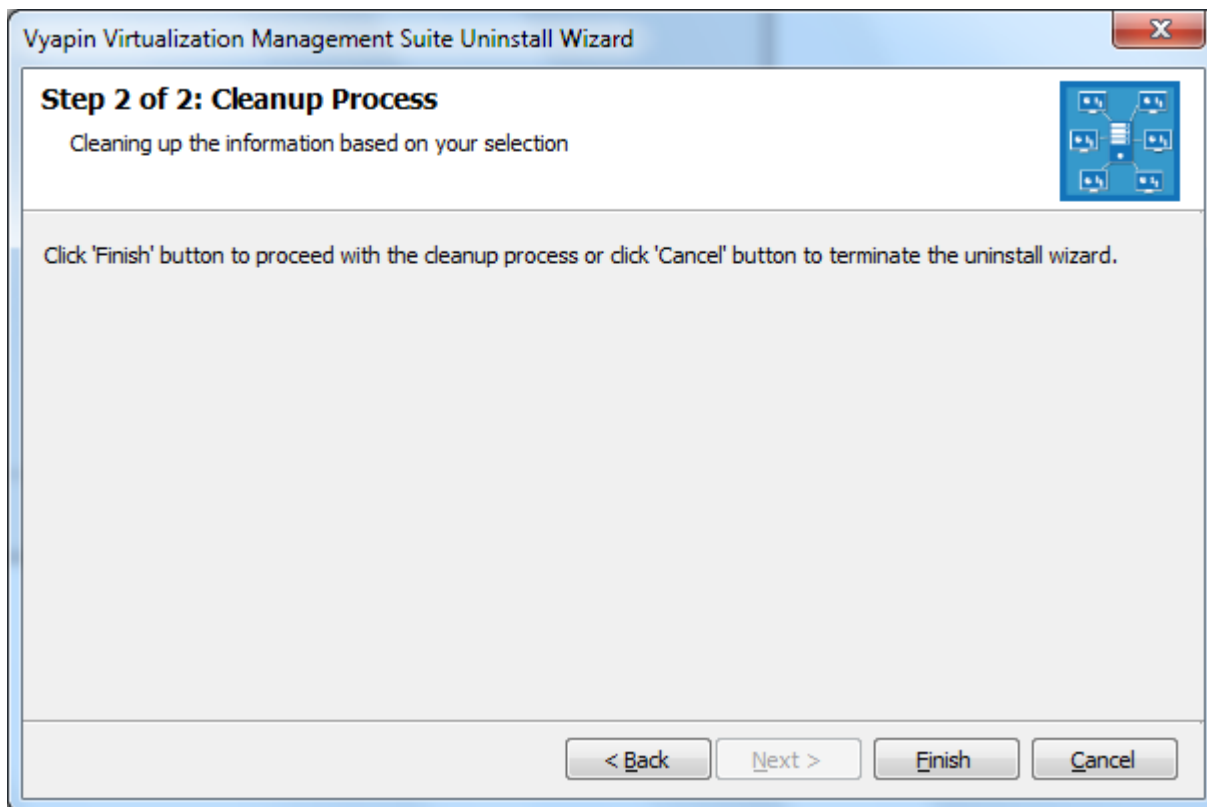 Vyapin Virtualization Management Suite Uninstall Wizard
Step 2 of 2: Cleanup Process
Cleaning up the information based on your selection
Click 'Finish' button to proceed with the cleanup process or click 'Cancel' button to terminate the uninstall wizard.
< Back Next > Finish Cancel